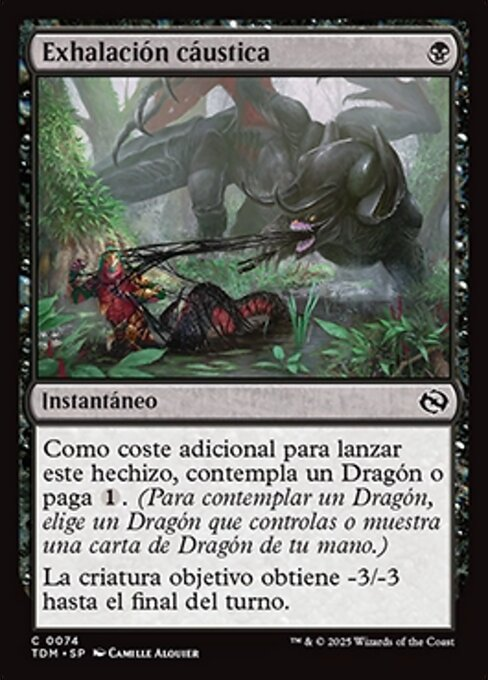 Exhalación cáustica
Instantáneo
Como coste adicional para lanzar
este hechizo, contempla un Dragón o
paga 1. (Para contemplar un Dragón,
elige un Dragón que controlas o muestra
una carta de Dragón de tu mano.)
La criatura objetivo obtiene -3/-3
hasta el final del turno.
C 0074
TDM • SP Camille Alquier
™ & © 2025 Wizards of the Coast